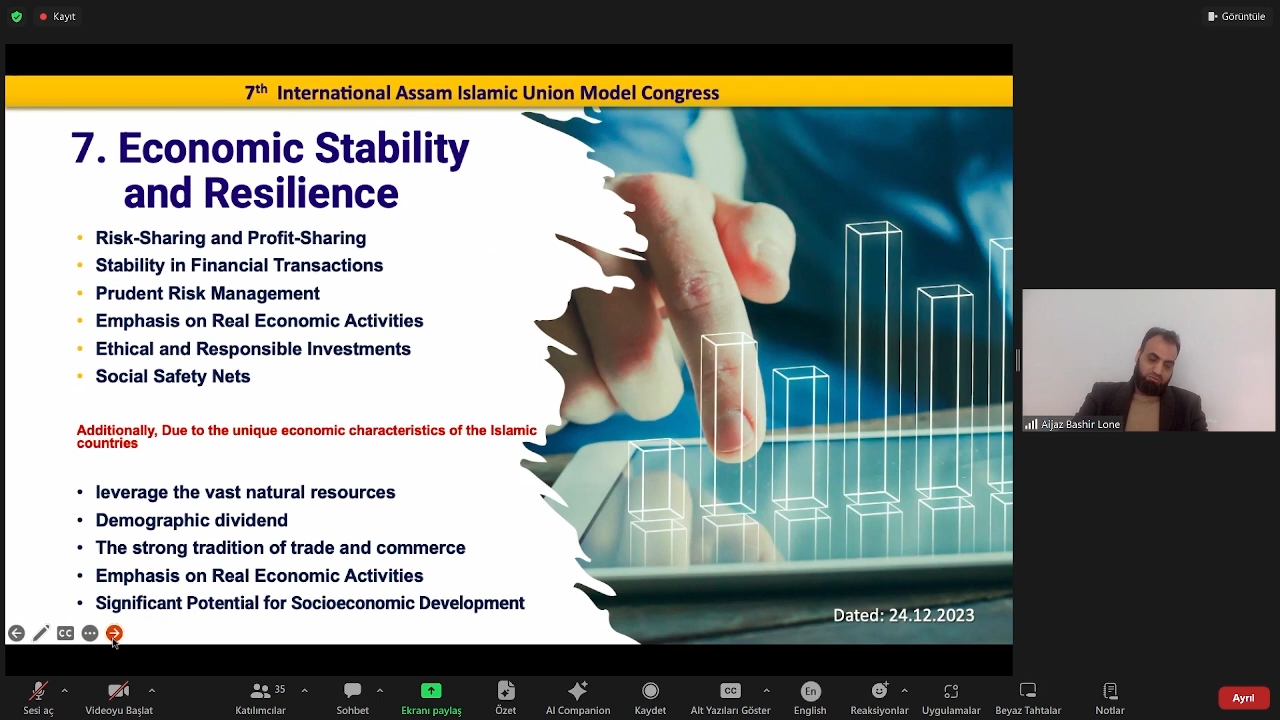 Kayıt
Görüntüle
7th International Assam Islamic Union Model Congress
7. Economic Stability
and Resilience
• Risk-Sharing and Profit-Sharing
• Stability in Financial Transactions
• Prudent Risk Management
• Emphasis on Real Economic Activities
• Ethical and Responsible Investments
• Social Safety Nets
Additionally, Due to the unique economic characteristics of the Islamic
countries
• leverage the vast natural resources
• Demographic dividend
• The strong tradition of trade and commerce
• Emphasis on Real Economic Activities
• Significant Potential for Socioeconomic Development
Dated: 24.12.2023
CC
Aijaz Bashir Lone
35
CC
En
Sesi aç
Videoyu Başlat
Katılımcılar
Sohbet
Ekranı paylaş
Özet
AI Companion
Kaydet
Alt Yazıları Göster
English
Reaksiyonlar
Uygulamalar
Beyaz Tahtalar
Notlar
Ayrıl